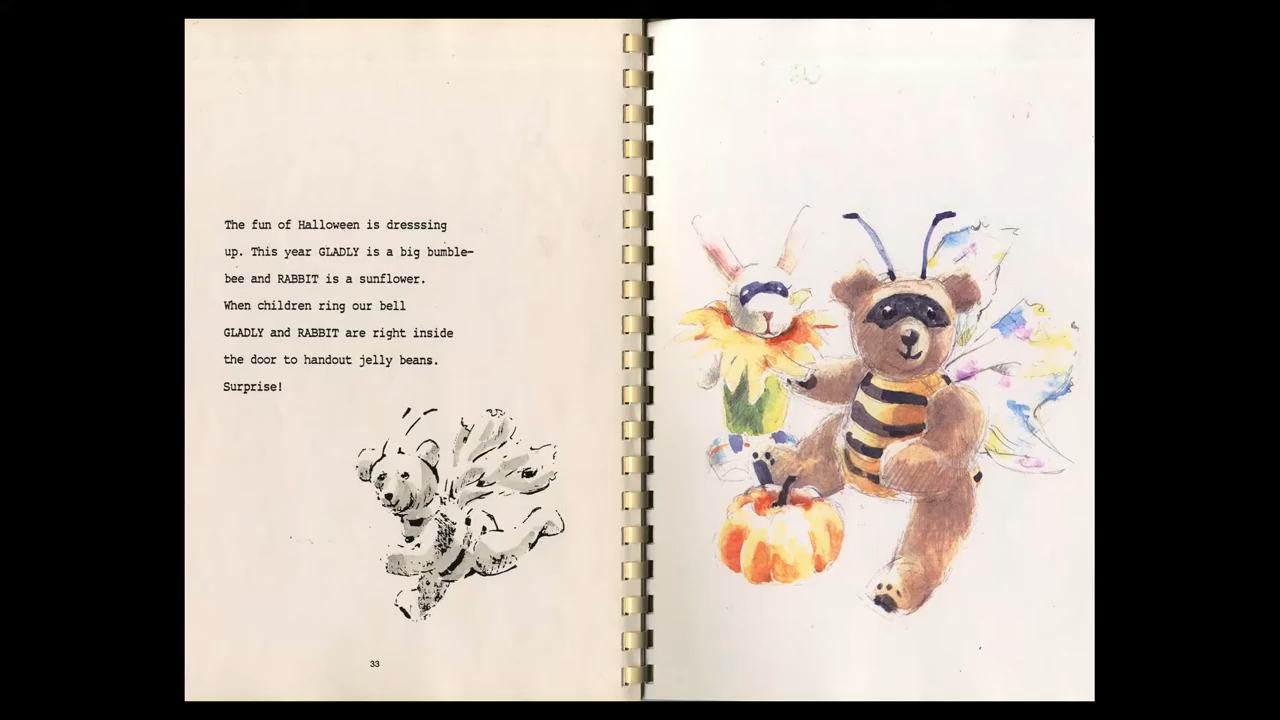 The fun of Halloween is dresssing
up. This year GLADLY is a big bumble-
bee and RABBIT is a sunflower.
When children ring our bell
GLADLY and RABBIT are right inside
the door to handout jelly beans.
Surprise!
33